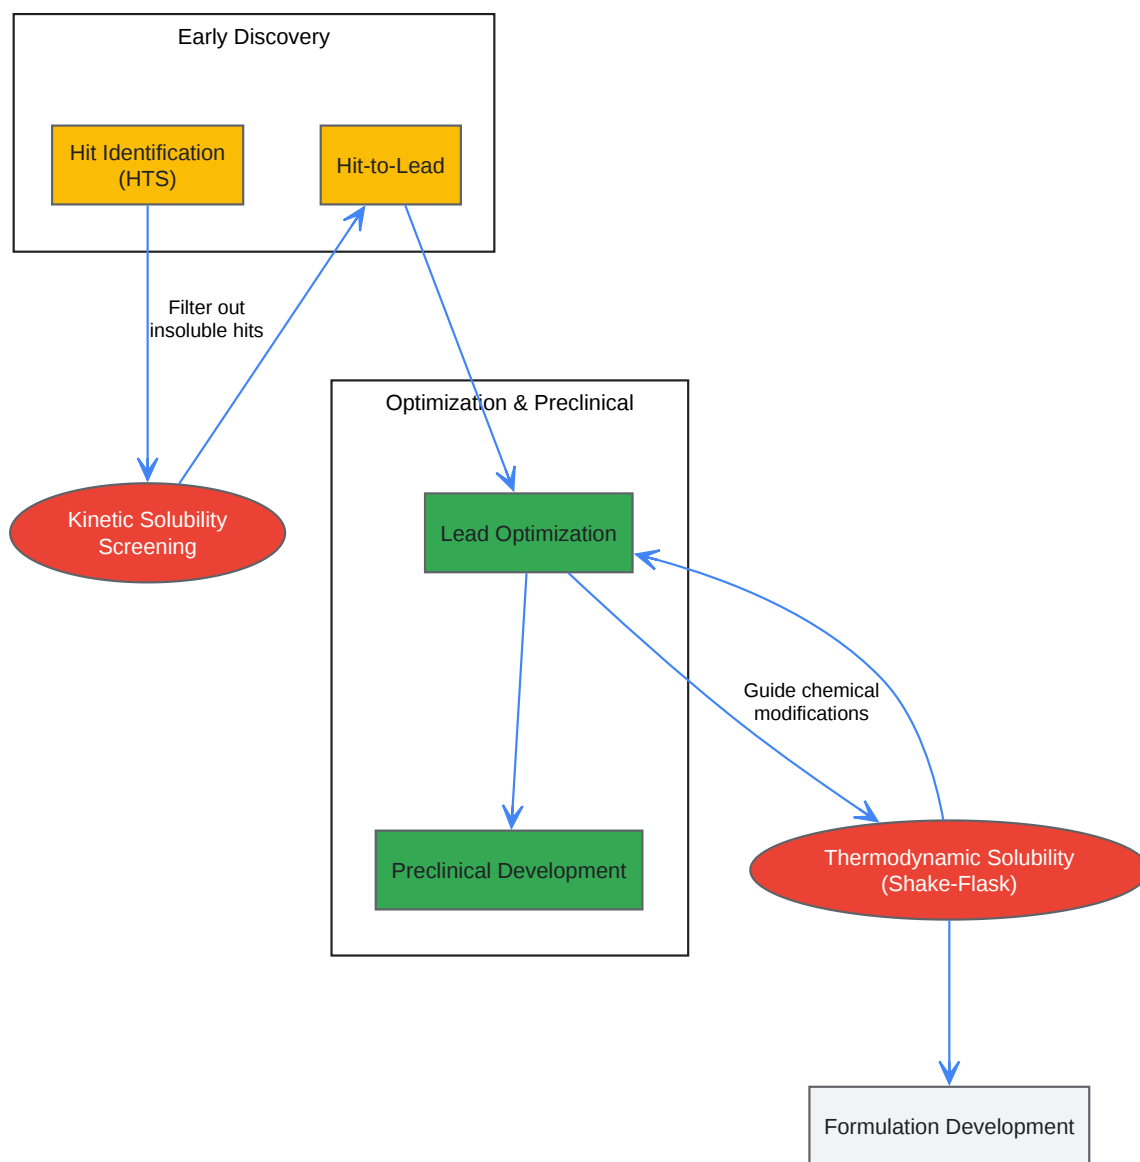 Early Discovery
Hit Identification
(HTS)
Hit-to-Lead
Filter out
insoluble hits
Optimization & Preclinical
Kinetic Solubility
Screening
Lead Optimization
Guide chemical
modifications
Preclinical Development
Thermodynamic Solubility
(Shake-Flask)
Formulation Development